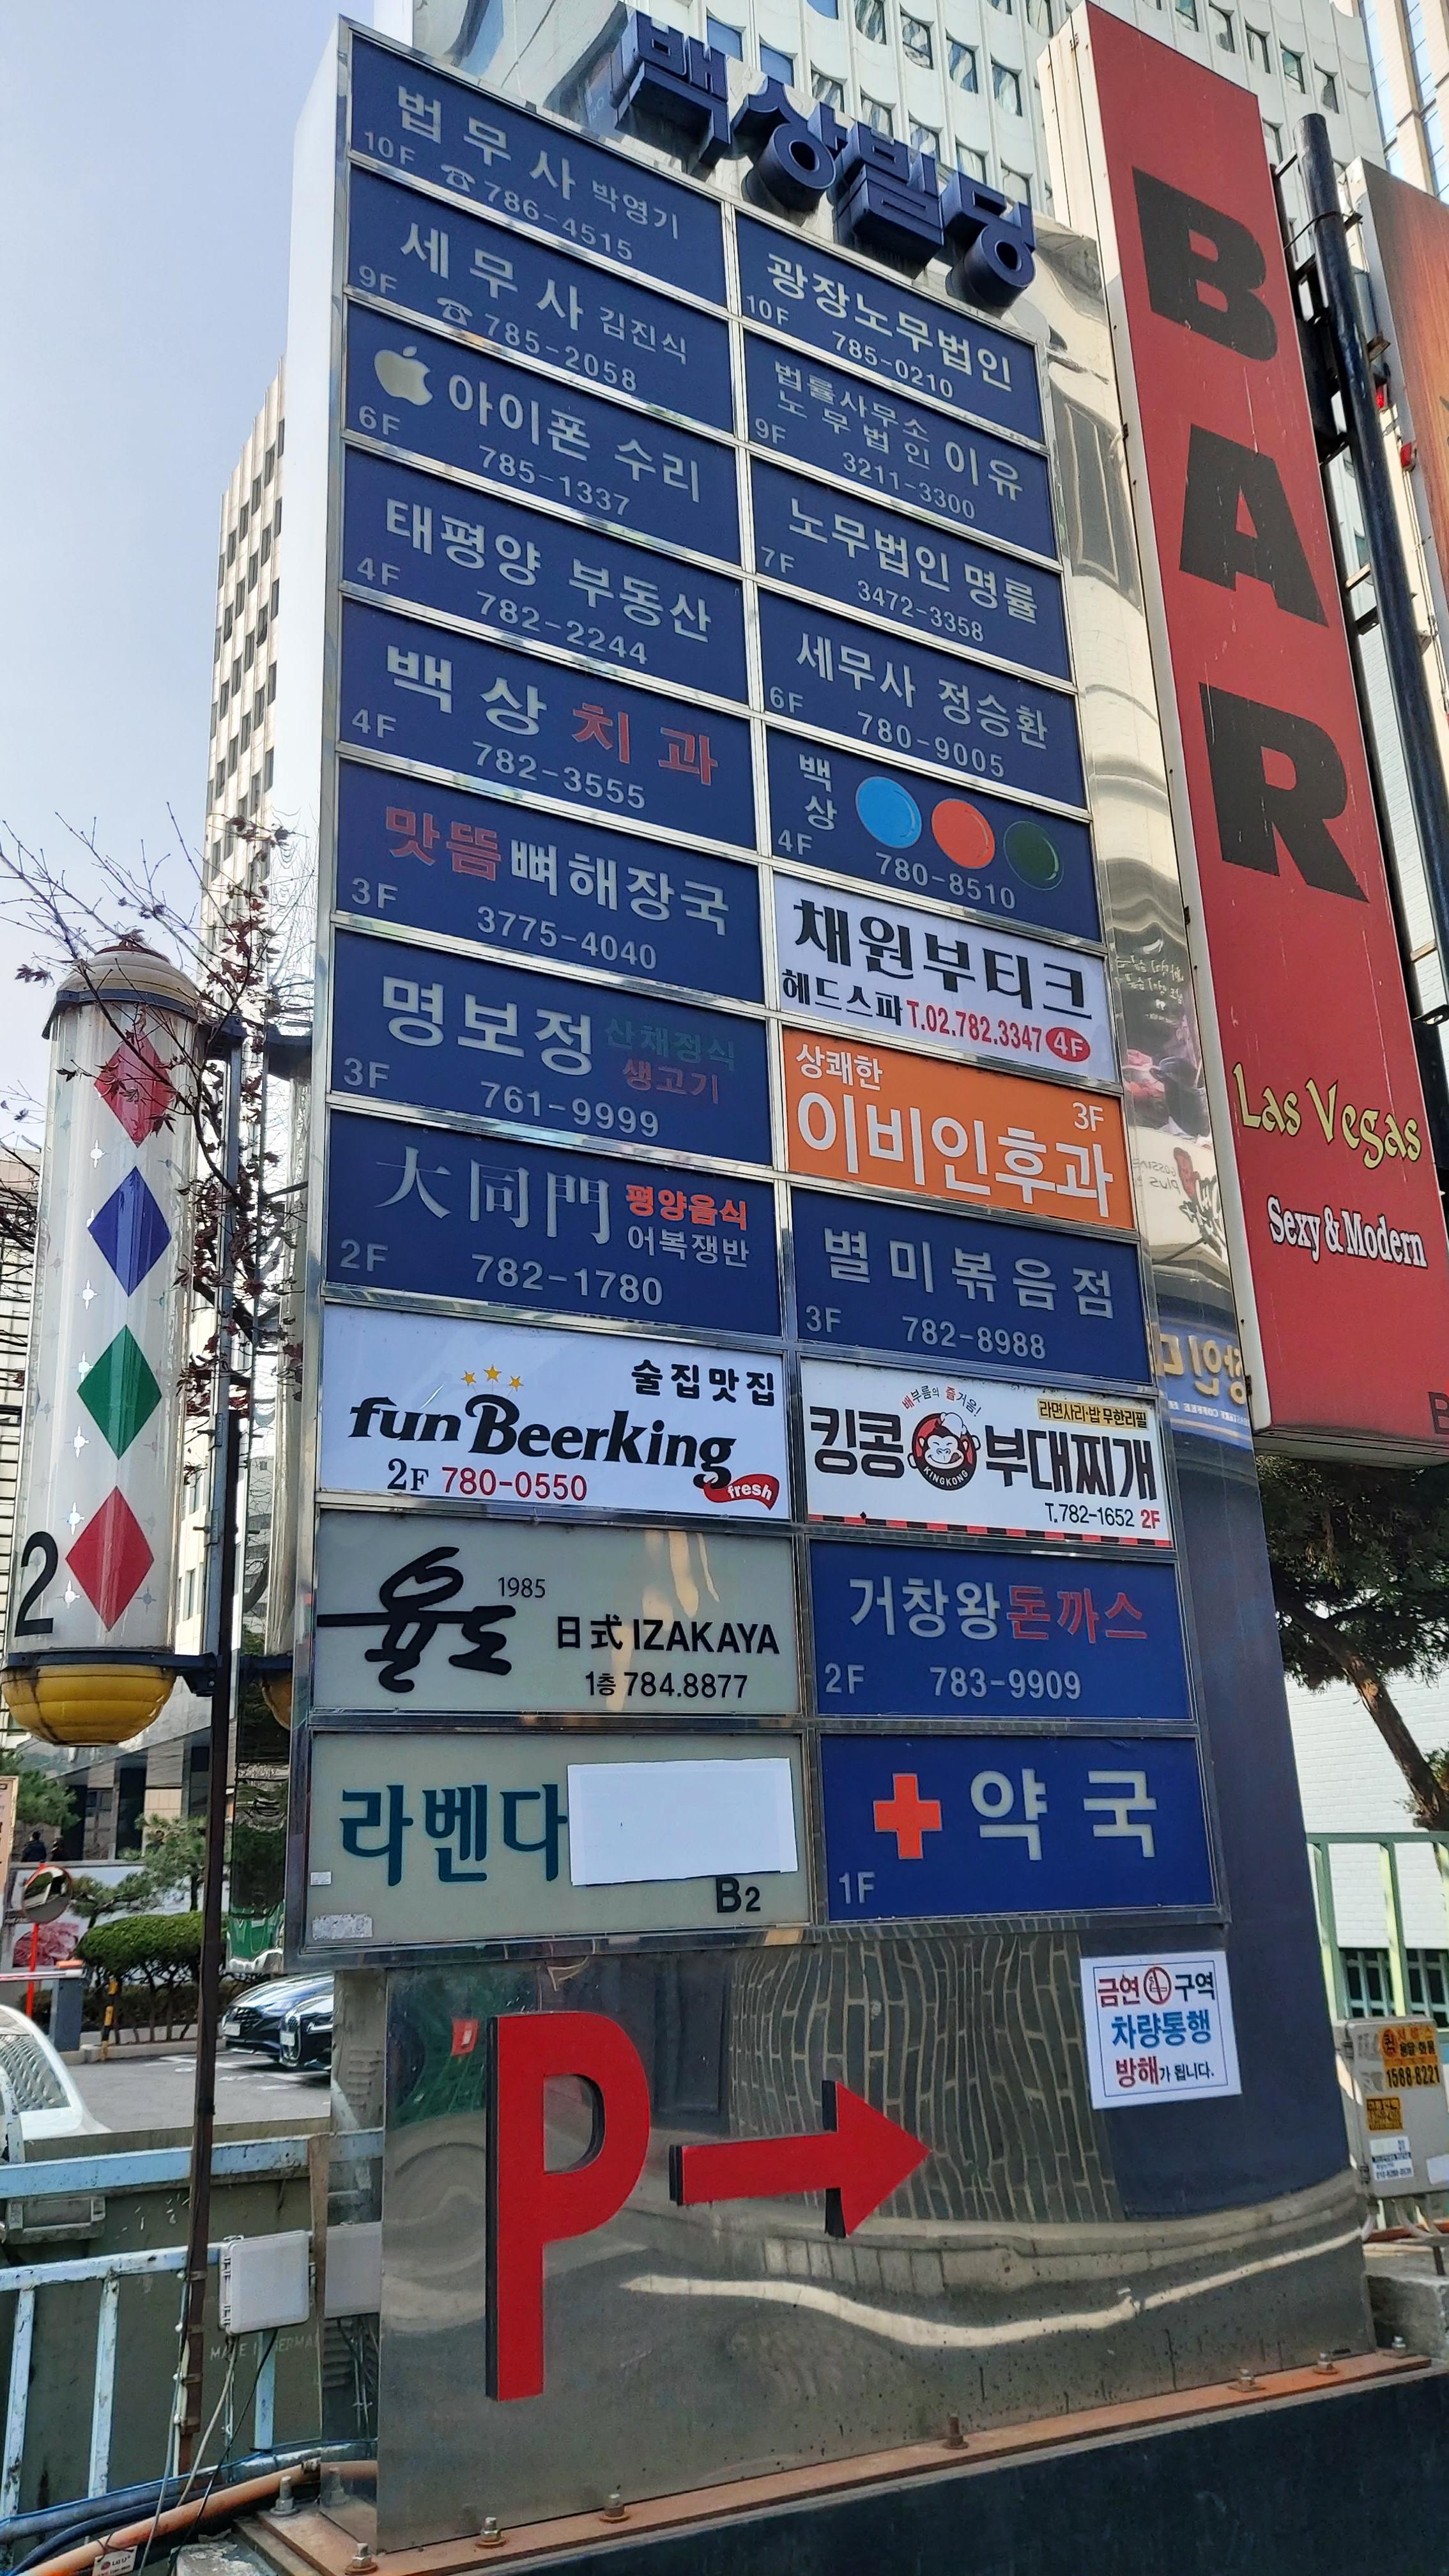 백상빌딩
법무사 박영기
10F ☎ 786-4515
세무사 김진식
9F ☎ 785-2058
아이폰 수리
6F 785-1337
태평양 부동산
4F 782-2244
백상치과
4F 782-3555
맛뜸뼈해장국
3F 3775-4040
명보정 산채정식
생고기
3F 761-9999
大同門 평양음식
어복쟁반
2F 782-1780
술집맛집
fun Beerking
fresh
2F 780-0550
율도 1985
日式 IZAKAYA
1층 784.8877
라벤다
B2
광장노무법인
10F 785-0210
법률사무소
노무법인 이유
9F 3211-3300
노무법인 명률
7F 3472-3358
세무사 정승환
6F 780-9005
백상
4F 780-8510
채원부티크
헤드스파 T.02.782.3347 4F
상쾌한
3F
이비인후과
별미볶음점
3F 782-8988
배부름의 즐거움!
라면사리·밥 무한리필
킹콩 부대찌개
KINGKONG
T.782-1652 2F
거창왕돈까스
2F 783-9909
약국
1F
P
금연 구역
차량통행
방해가 됩니다.
BAR
Las Vegas
Sexy & Modern
B
2
1588-8221